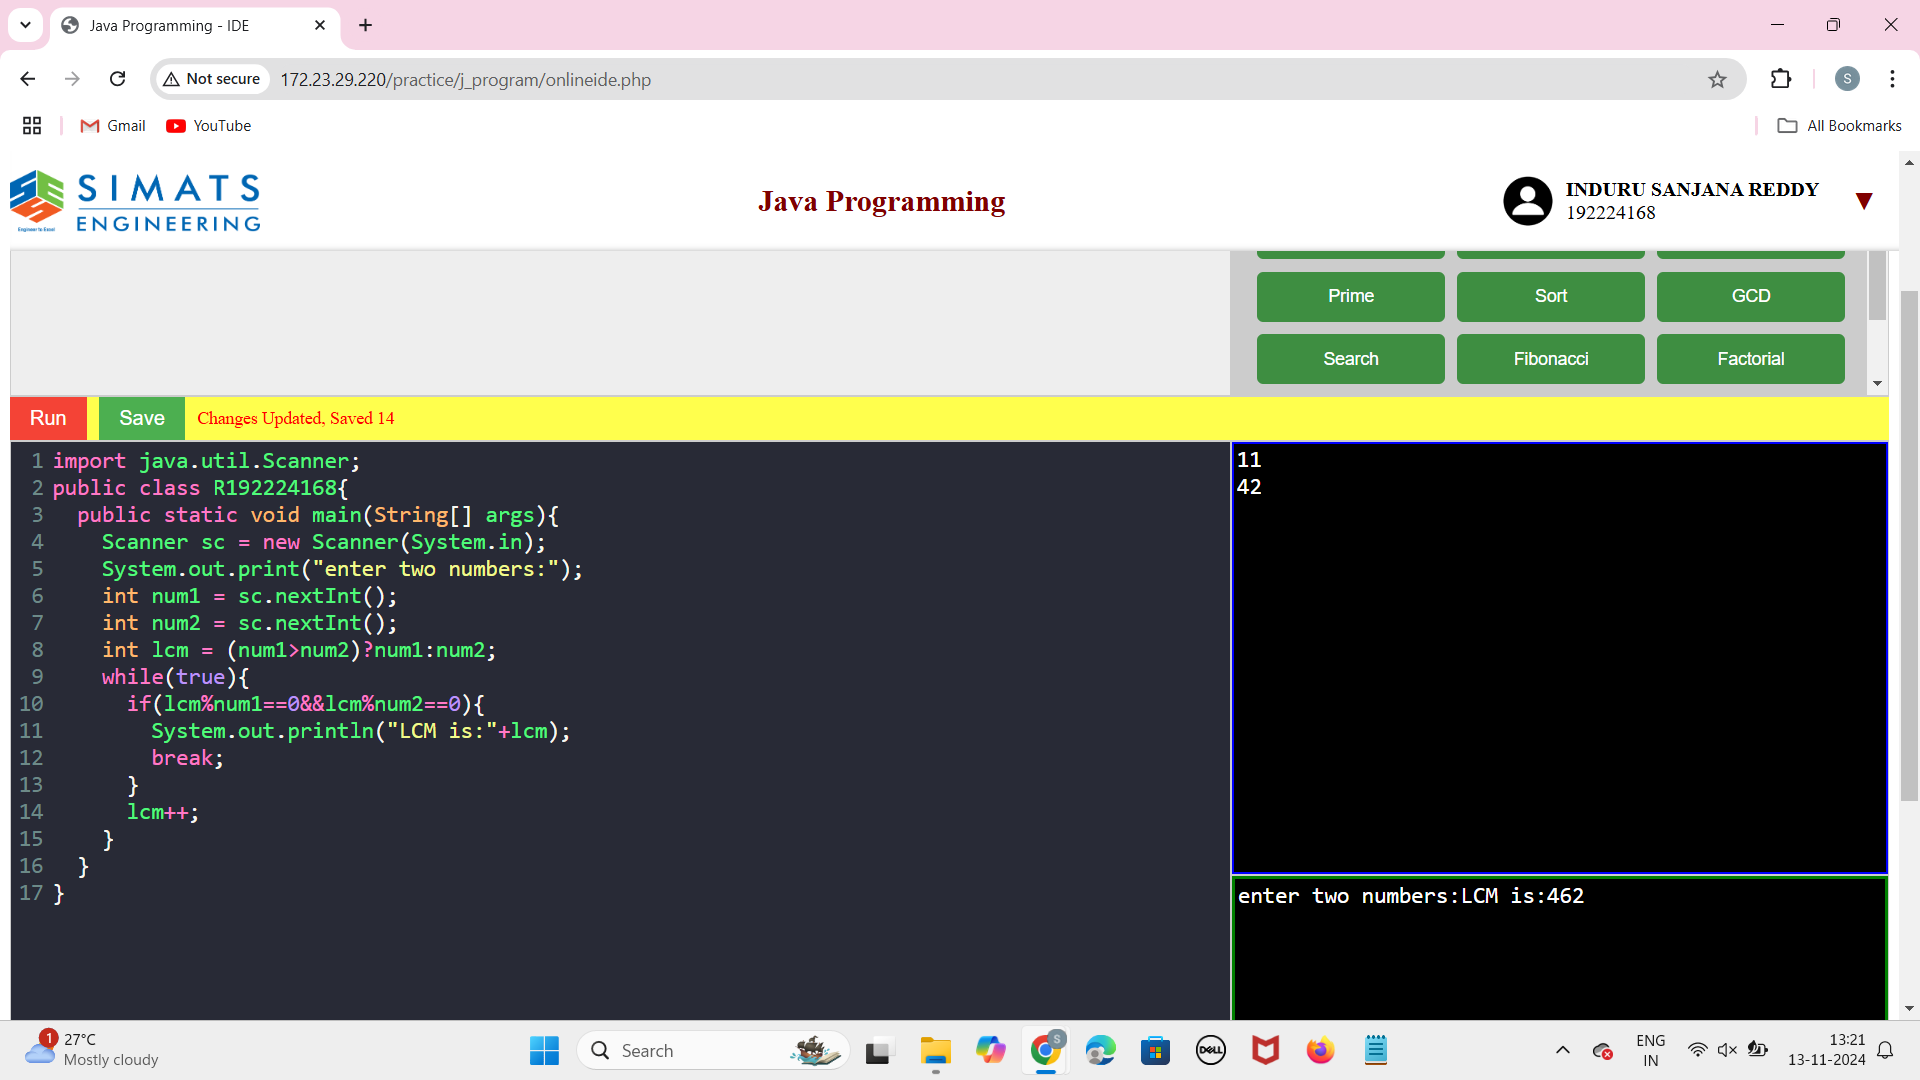 Java Programming - IDE
Not secure
172.23.29.220/practice/j_program/onlineide.php
S
Gmail
YouTube
All Bookmarks
SIMATS
ENGINEERING
Engineer to Excel
Java Programming
INDURU SANJANA REDDY
192224168
Prime
Sort
GCD
Search
Fibonacci
Factorial
Run
Save
Changes Updated, Saved 14
1 import java.util.Scanner;
2 public class R192224168{
3   public static void main(String[] args){
4     Scanner sc = new Scanner(System.in);
5     System.out.print("enter two numbers:");
6     int num1 = sc.nextInt();
7     int num2 = sc.nextInt();
8     int lcm = (num1>num2)?num1:num2;
9     while(true){
10       if(lcm%num1==0&&lcm%num2==0){
11         System.out.println("LCM is:"+lcm);
12         break;
13       }
14       lcm++;
15     }
16   }
17 }
11
42
enter two numbers:LCM is:462
1
27°C
Mostly cloudy
Search
S
DELL
ENG
IN
13:21
13-11-2024